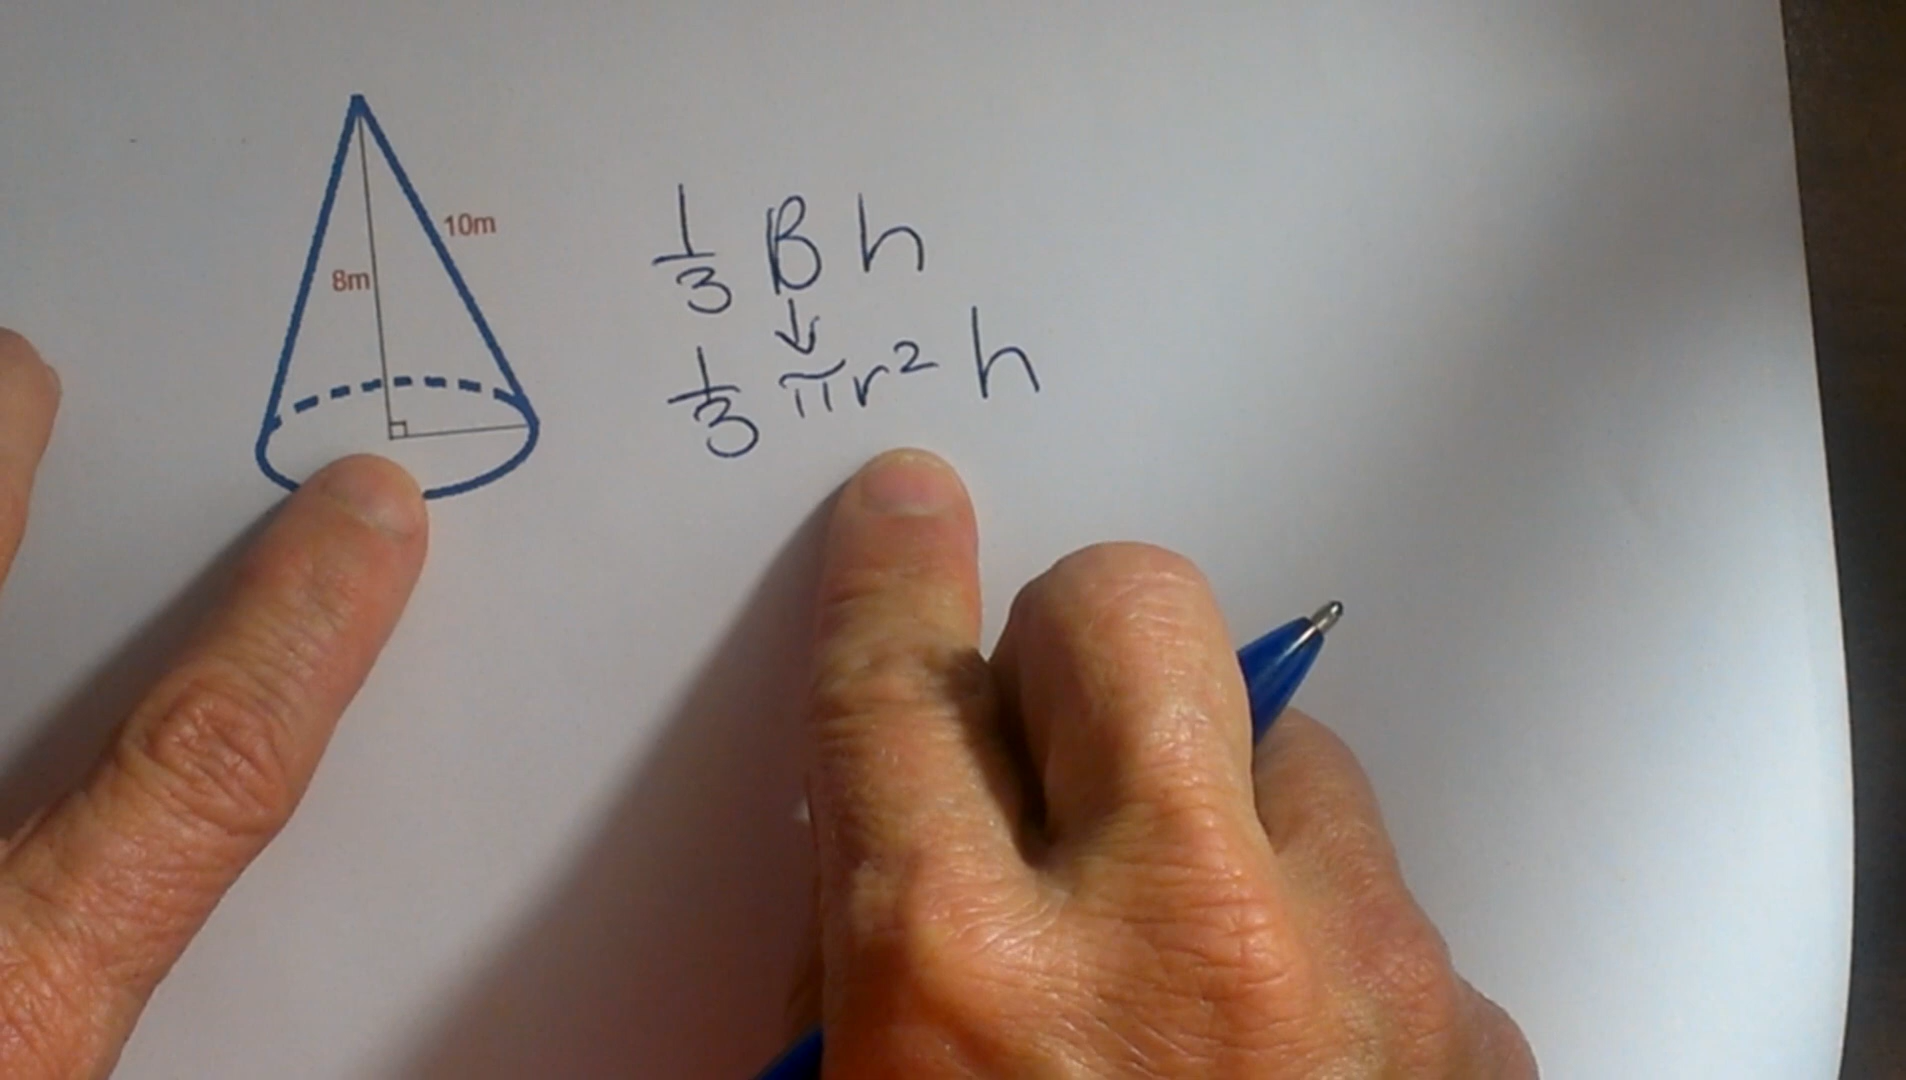 10m
8m
1/3 B h
↓
1/3 πr² h